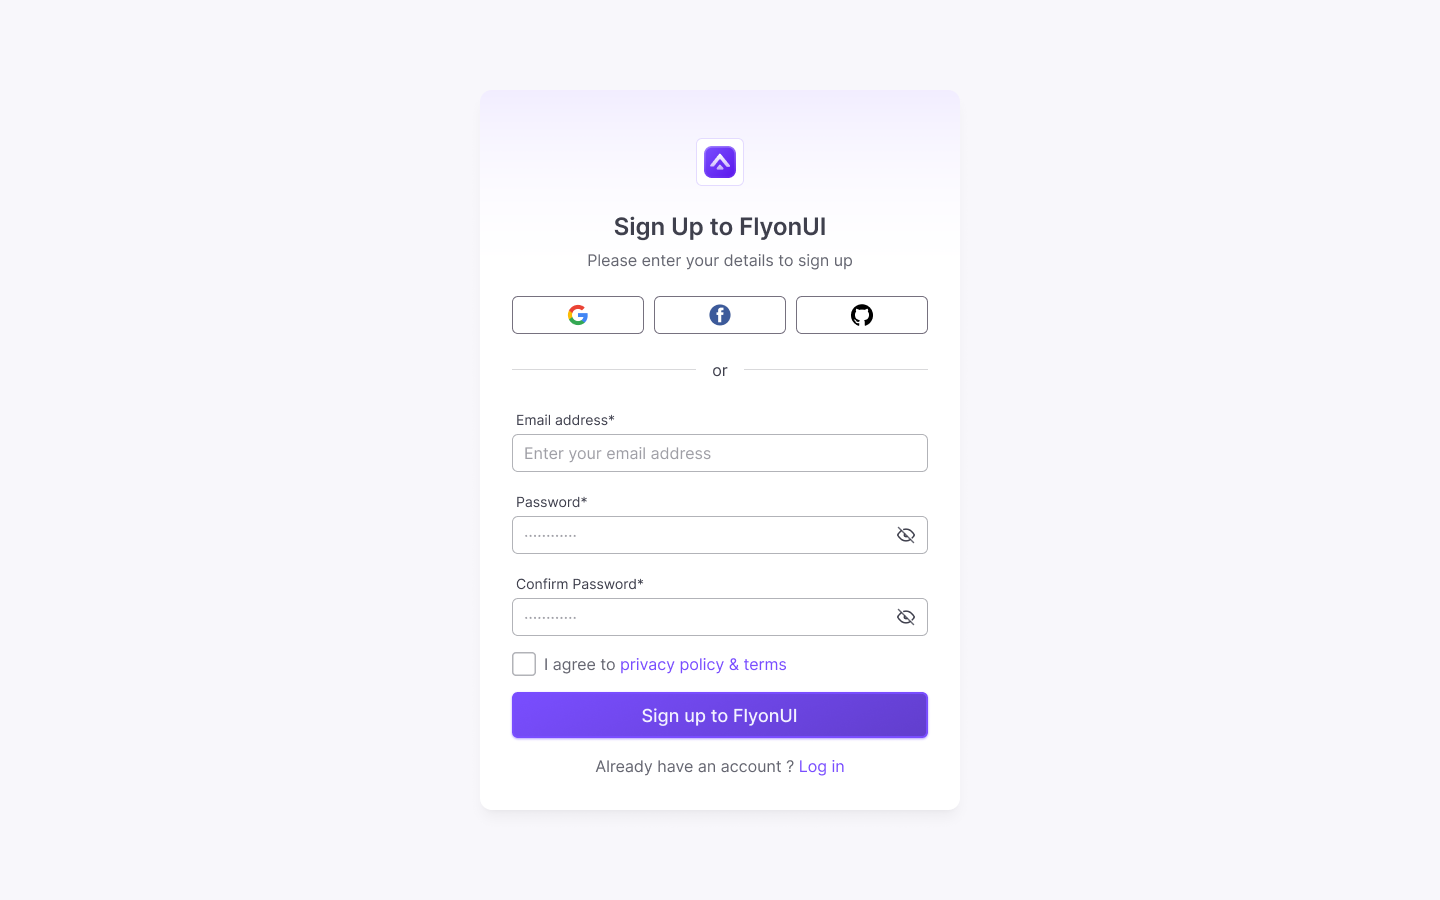 Sign Up to FlyonUI
Please enter your details to sign up
or
Email address*
Enter your email address
Password*
············
Confirm Password*
············
I agree to privacy policy & terms
Sign up to FlyonUI
Already have an account ? Log in